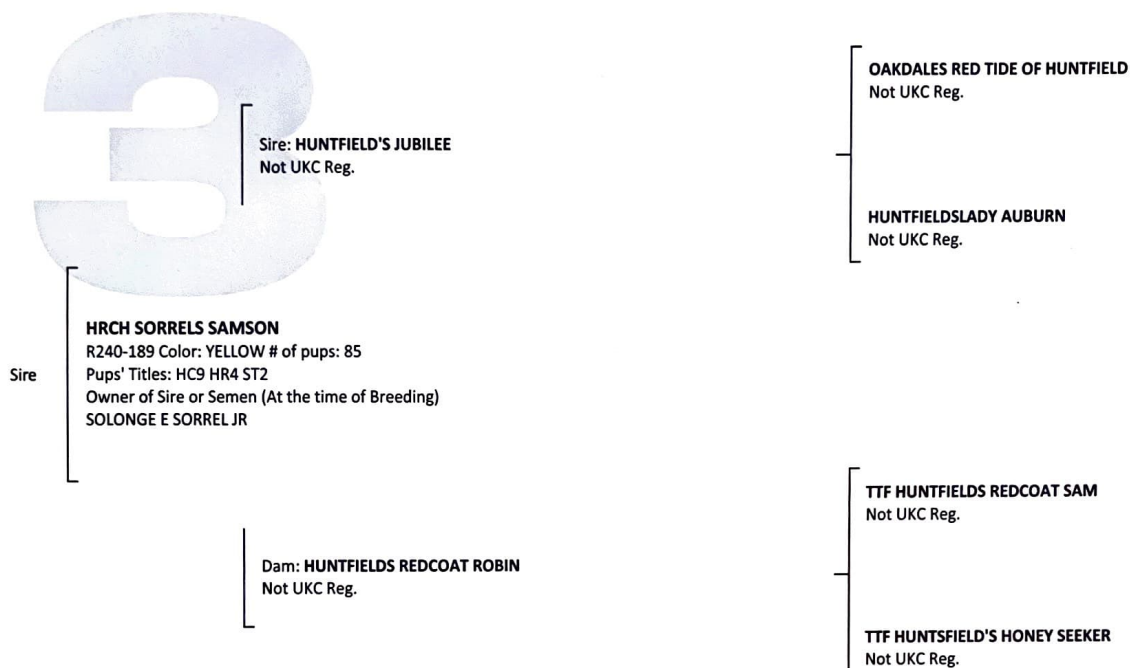 3
OAKDALES RED TIDE OF HUNTFIELD
Not UKC Reg.
Sire: HUNTFIELD'S JUBILEE
Not UKC Reg.
HUNTFIELDSLADY AUBURN
Not UKC Reg.
Sire
HRCH SORRELS SAMSON
R240-189 Color: YELLOW # of pups: 85
Pups' Titles: HC9 HR4 ST2
Owner of Sire or Semen (At the time of Breeding)
SOLONGE E SORREL JR
TTF HUNTFIELDS REDCOAT SAM
Not UKC Reg.
Dam: HUNTFIELDS REDCOAT ROBIN
Not UKC Reg.
TTF HUNTSFIELD'S HONEY SEEKER
Not UKC Reg.